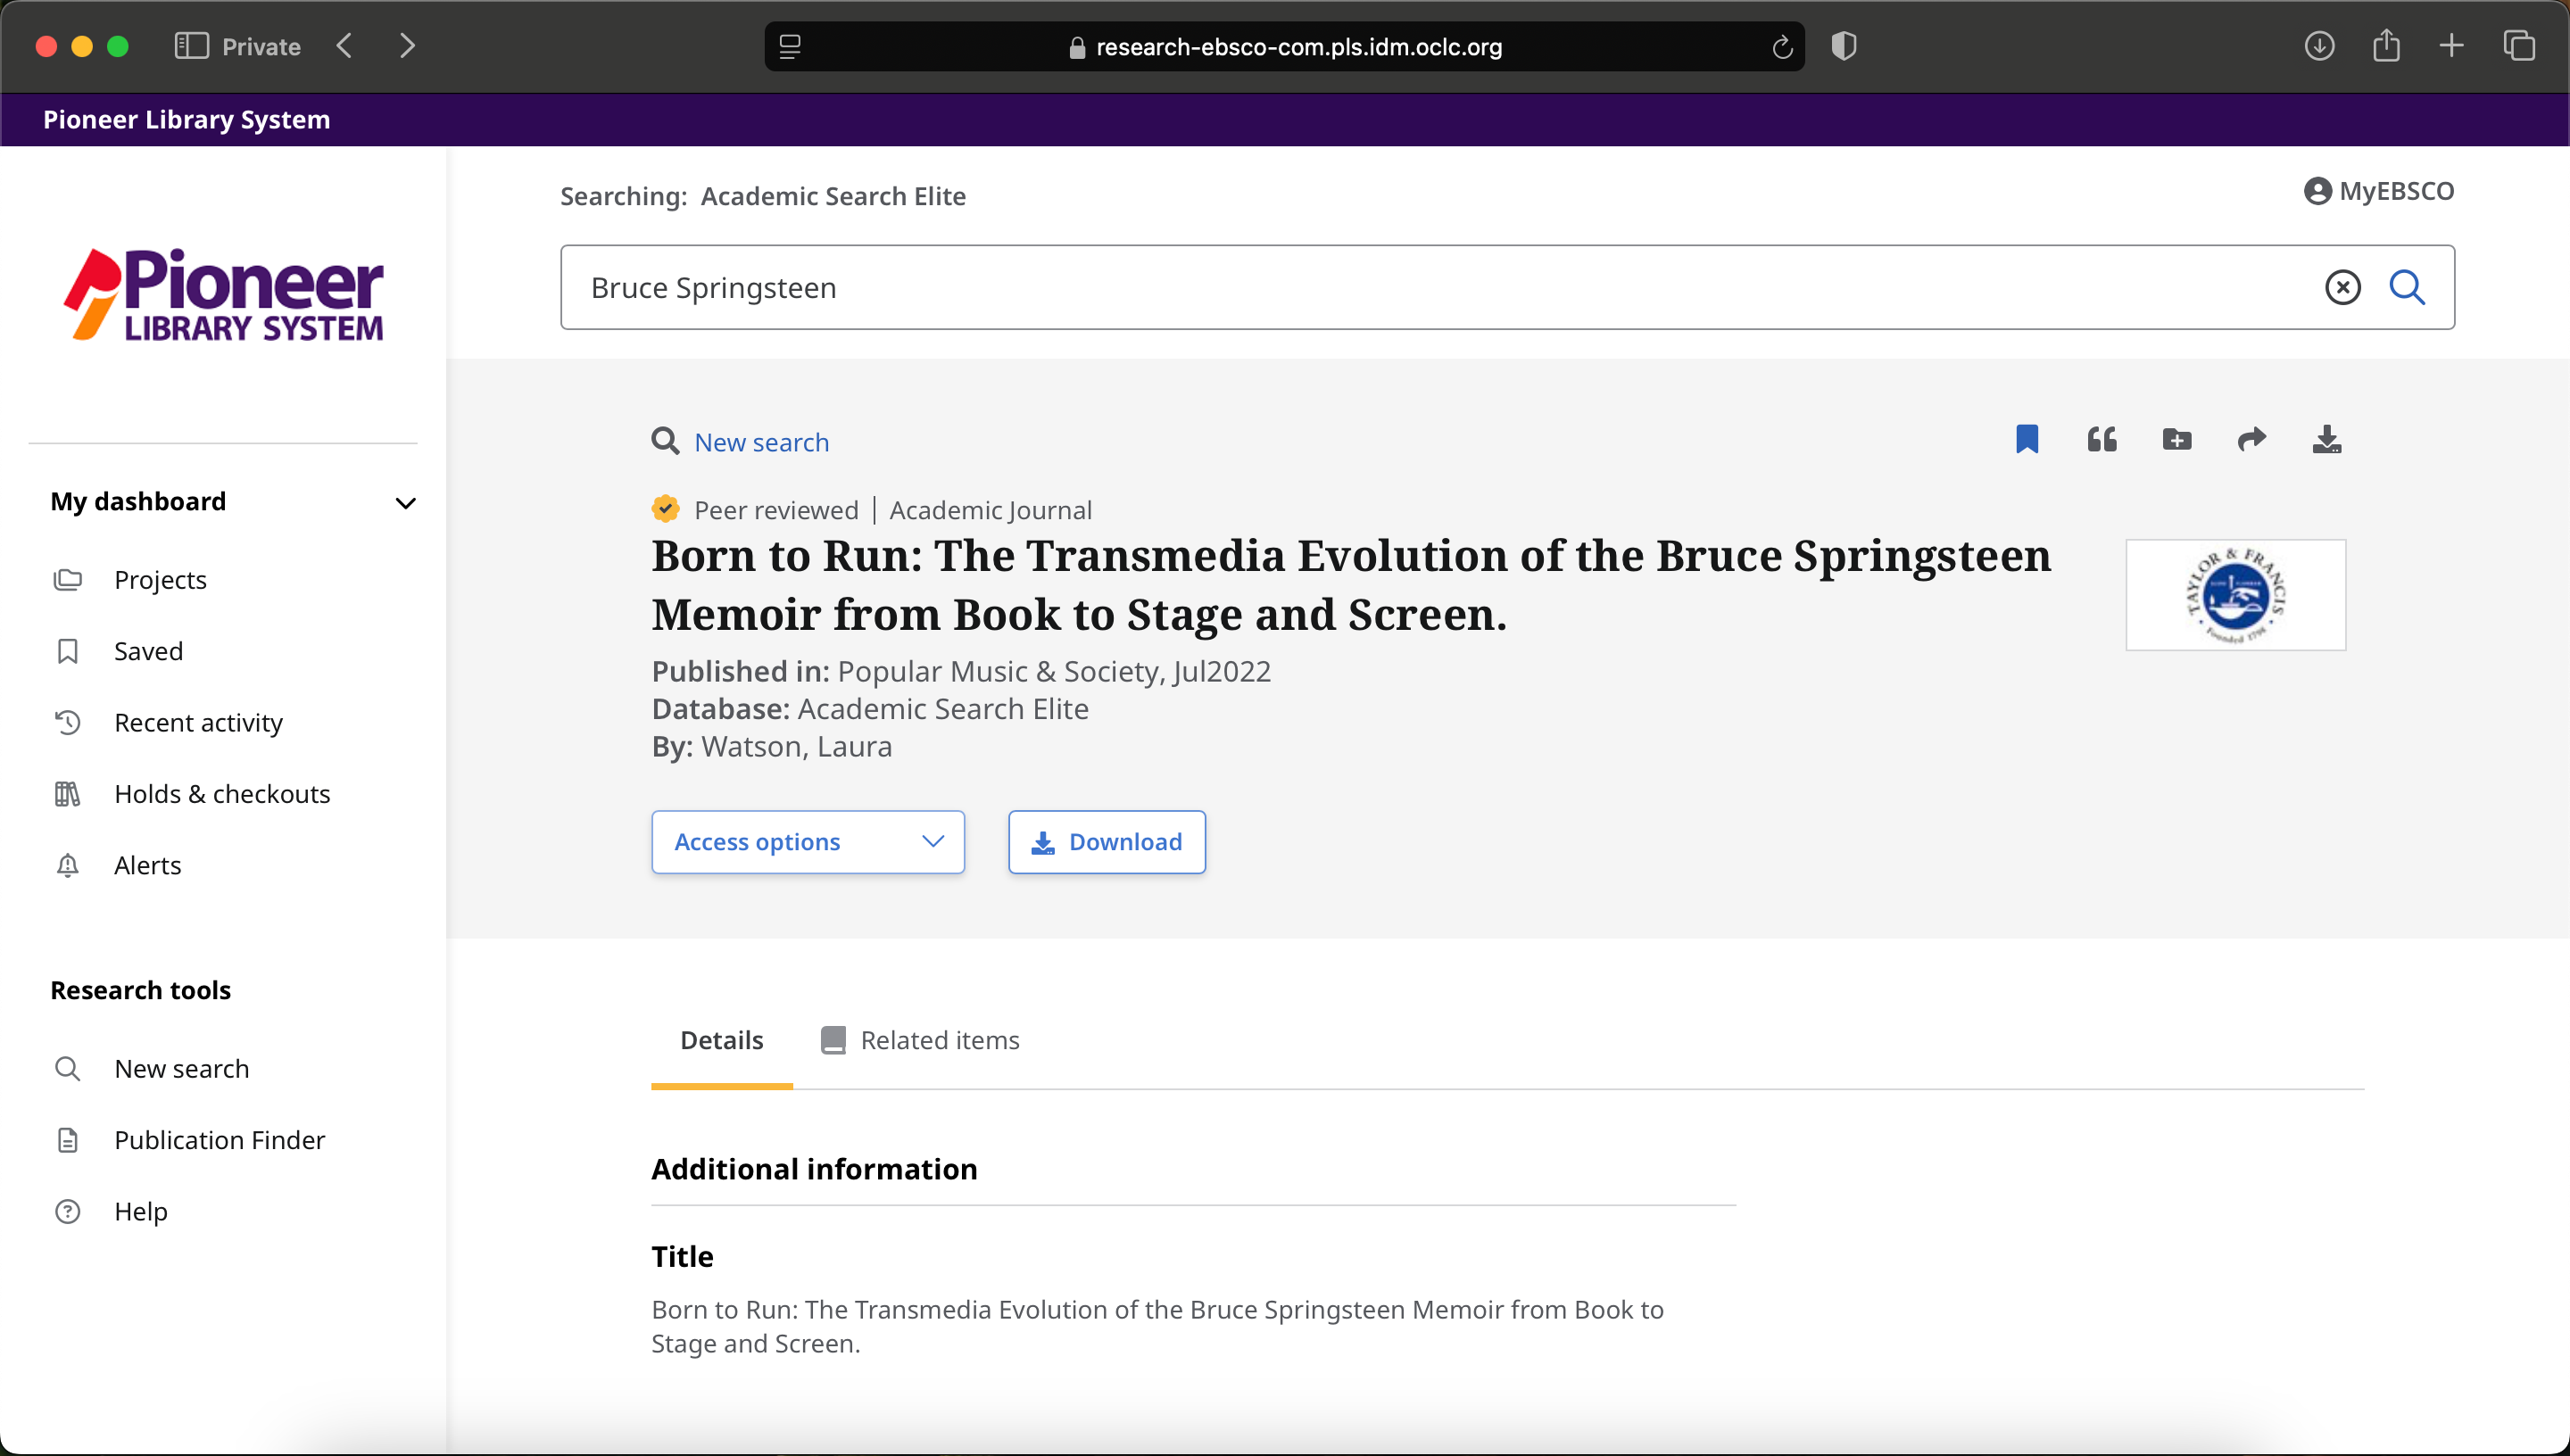 Private
research-ebsco-com.pls.idm.oclc.org
Pioneer Library System
Pioneer
LIBRARY SYSTEM
My dashboard
Projects
Saved
Recent activity
Holds & checkouts
Alerts
Research tools
New search
Publication Finder
Help
Searching: Academic Search Elite
MyEBSCO
Bruce Springsteen
New search
Peer reviewed | Academic Journal
Born to Run: The Transmedia Evolution of the Bruce Springsteen
Memoir from Book to Stage and Screen.
TAYLOR & FRANCIS
Founded 1798
Published in: Popular Music & Society, Jul2022
Database: Academic Search Elite
By: Watson, Laura
Access options
Download
Details
Related items
Additional information
Title
Born to Run: The Transmedia Evolution of the Bruce Springsteen Memoir from Book to
Stage and Screen.